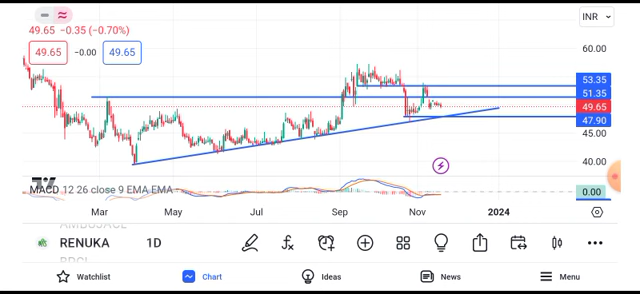 INR
49.65 −0.35 (−0.70%)
49.65 −0.00 49.65
60.00
53.35
51.35
49.65
47.90
45.00
40.00
MACD 12 26 close 9 EMA EMA
0.00
Mar May Jul Sep Nov 2024
RENUKA 1D
Watchlist Chart Ideas News Menu